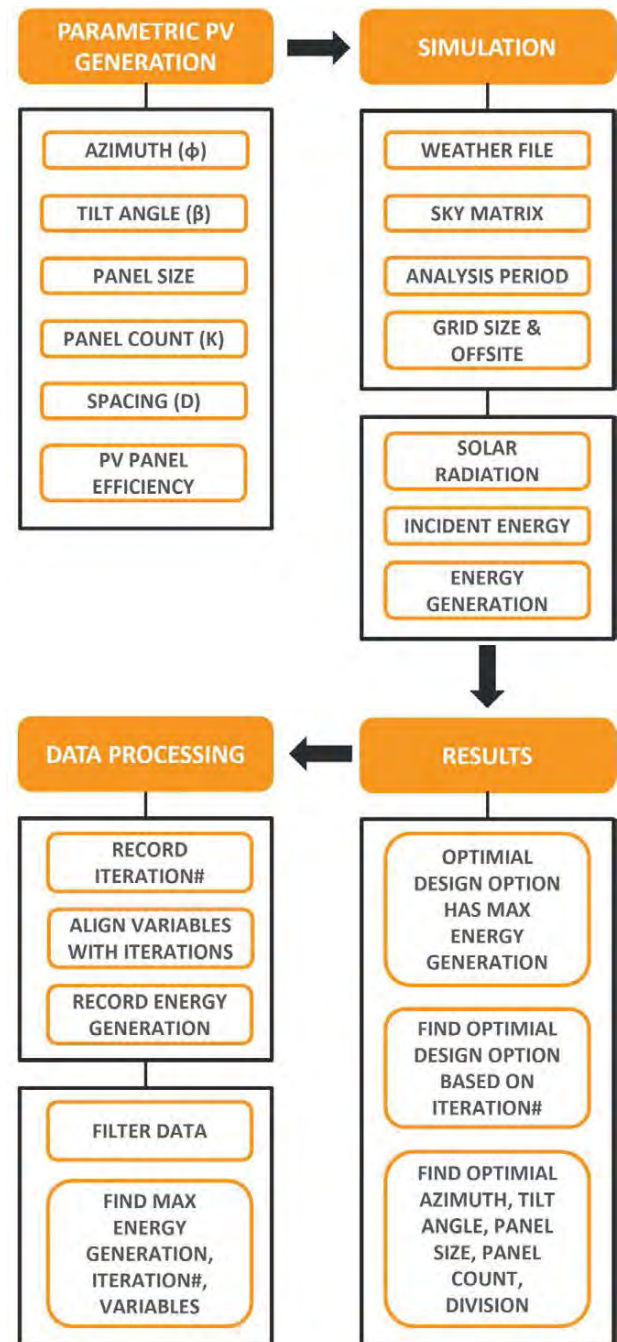 PARAMETRIC PV
GENERATION
AZIMUTH (ф)
TILT ANGLE (β)
PANEL SIZE
PANEL COUNT (K)
SPACING (D)
PV PANEL
EFFICIENCY
SIMULATION
WEATHER FILE
SKY MATRIX
ANALYSIS PERIOD
GRID SIZE &
OFFSITE
SOLAR
RADIATION
INCIDENT ENERGY
ENERGY
GENERATION
DATA PROCESSING
RECORD
ITERATION#
ALIGN VARIABLES
WITH ITERATIONS
RECORD ENERGY
GENERATION
FILTER DATA
FIND MAX
ENERGY
GENERATION,
ITERATION#,
VARIABLES
RESULTS
OPTIMIAL
DESIGN OPTION
HAS MAX
ENERGY
GENERATION
FIND OPTIMIAL
DESIGN OPTION
BASED ON
ITERATION#
FIND OPTIMIAL
AZIMUTH, TILT
ANGLE, PANEL
SIZE, PANEL
COUNT,
DIVISION